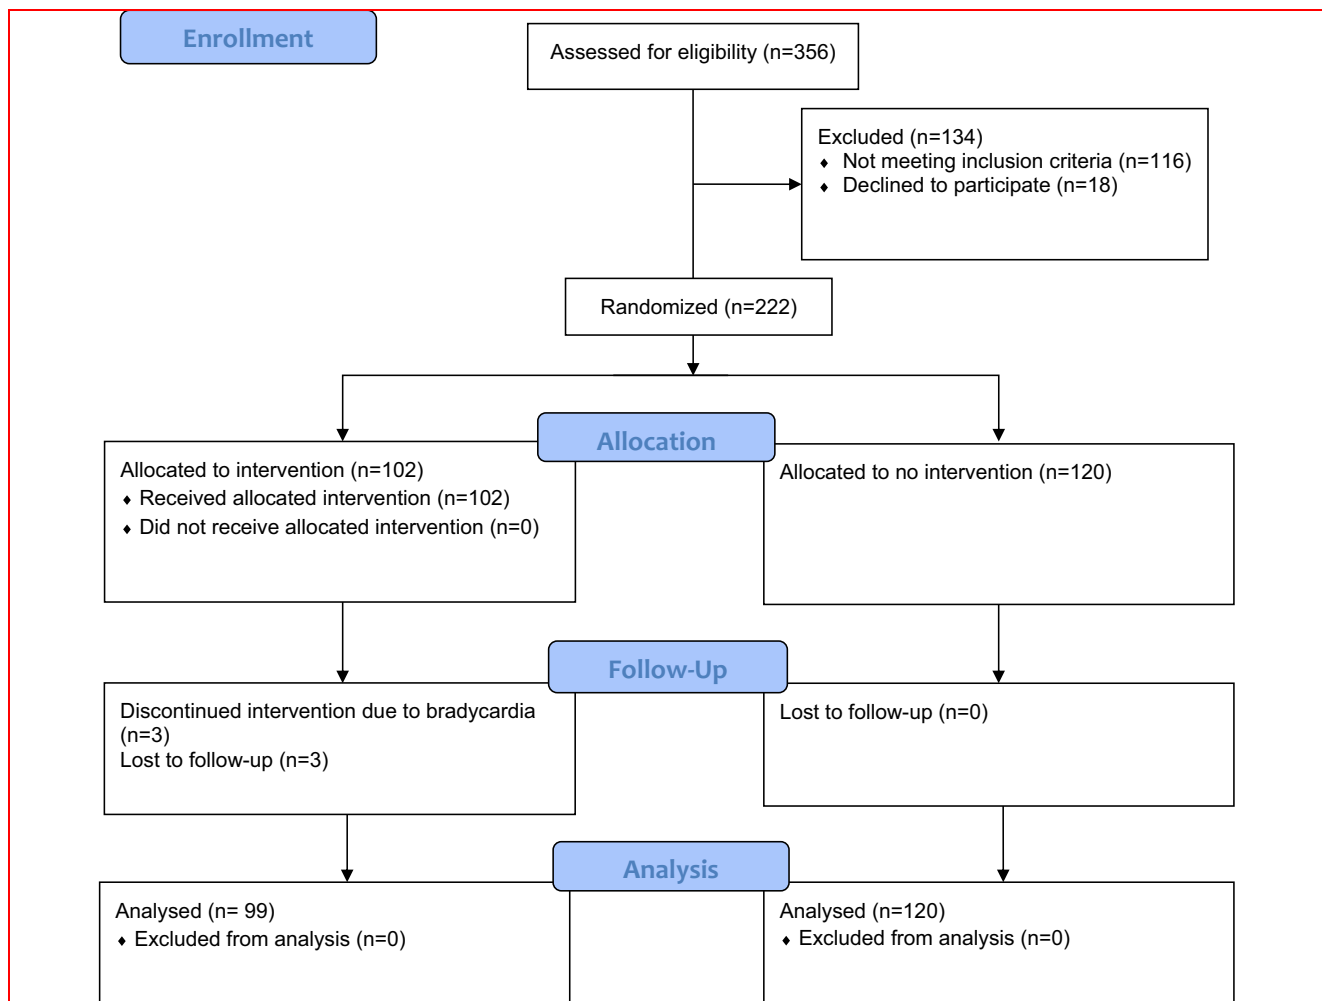 Enrollment
Assessed for eligibility (n=356)
Excluded (n=134)
♦ Not meeting inclusion criteria (n=116)
♦ Declined to participate (n=18)
Randomized (n=222)
Allocation
Allocated to intervention (n=102)
♦ Received allocated intervention (n=102)
♦ Did not receive allocated intervention (n=0)
Allocated to no intervention (n=120)
Follow-Up
Discontinued intervention due to bradycardia
(n=3)
Lost to follow-up (n=3)
Lost to follow-up (n=0)
Analysis
Analysed (n= 99)
♦ Excluded from analysis (n=0)
Analysed (n=120)
♦ Excluded from analysis (n=0)